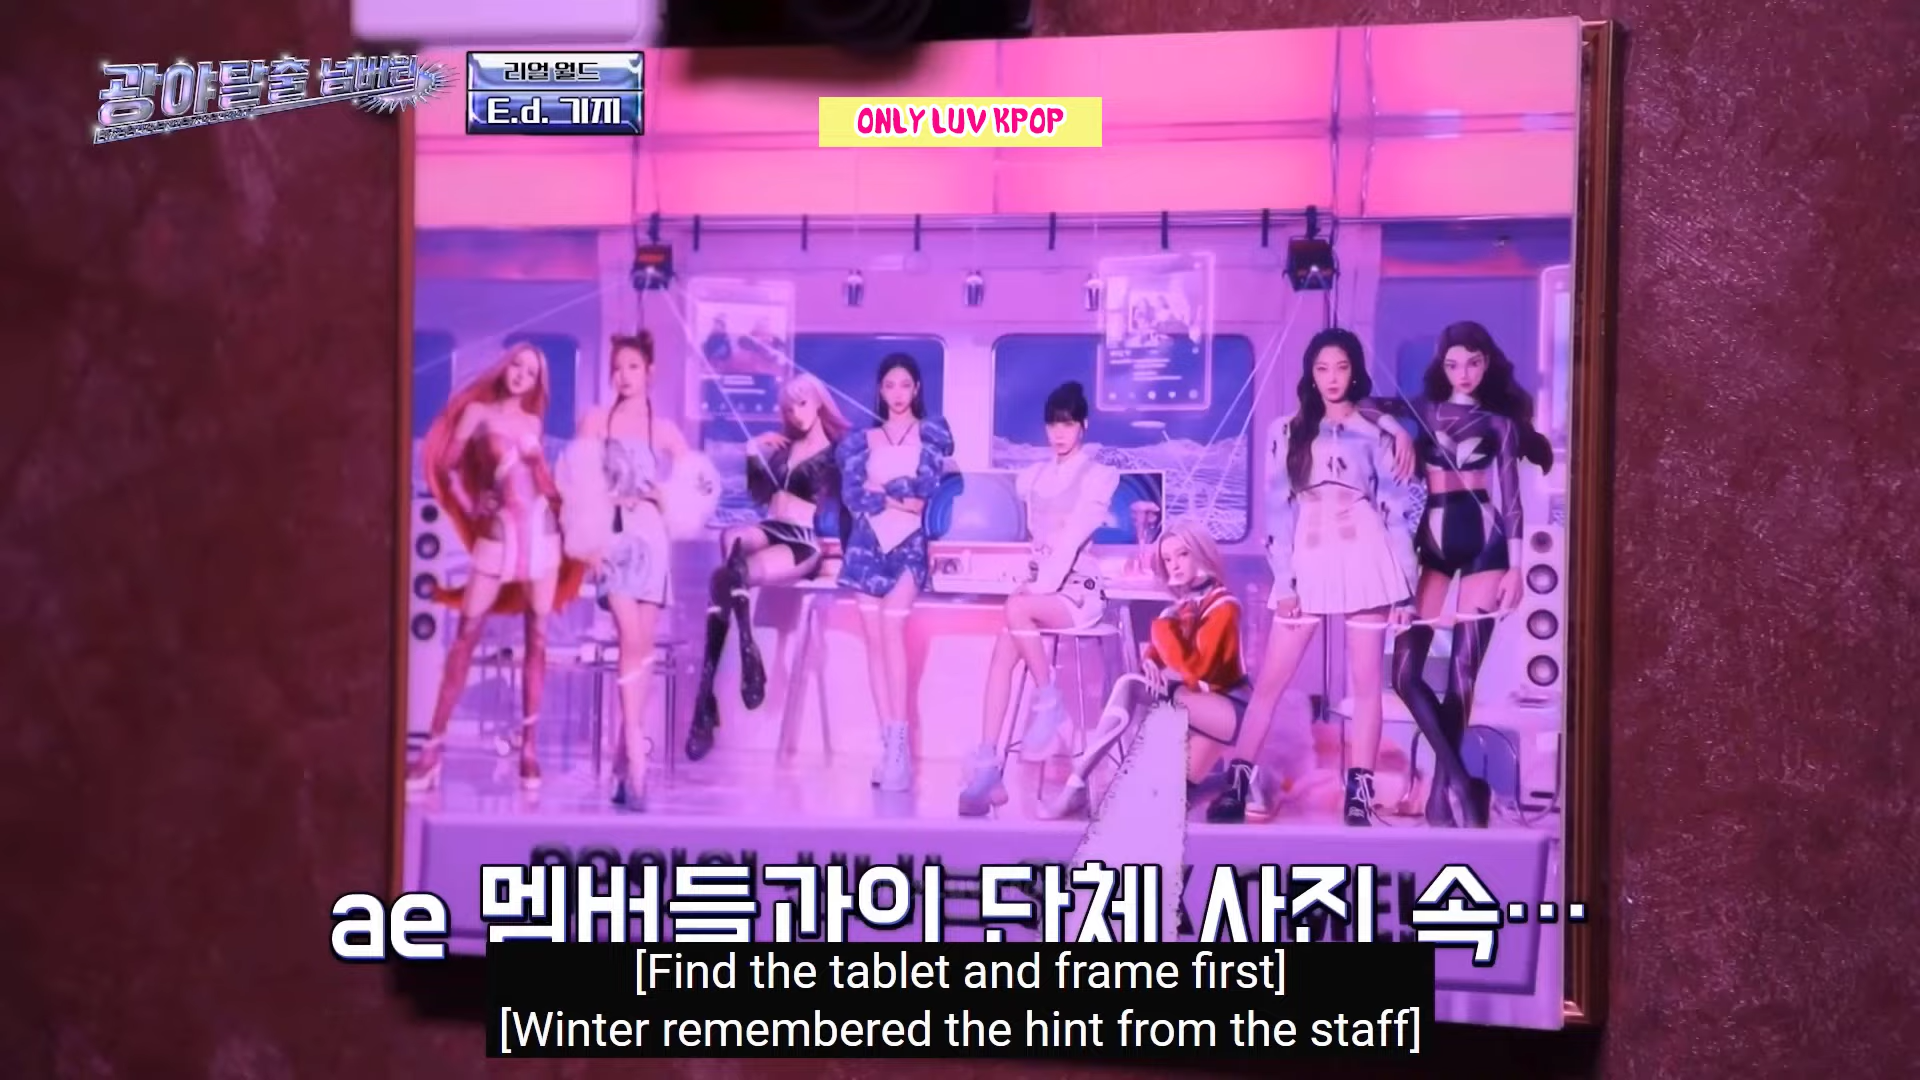 광야탈출 넘버원
리얼 월드
E.d. 기지
ONLY LUV KPOP
ae 멤버들과의 단체 사진 속…
[Find the tablet and frame first]
[Winter remembered the hint from the staff]